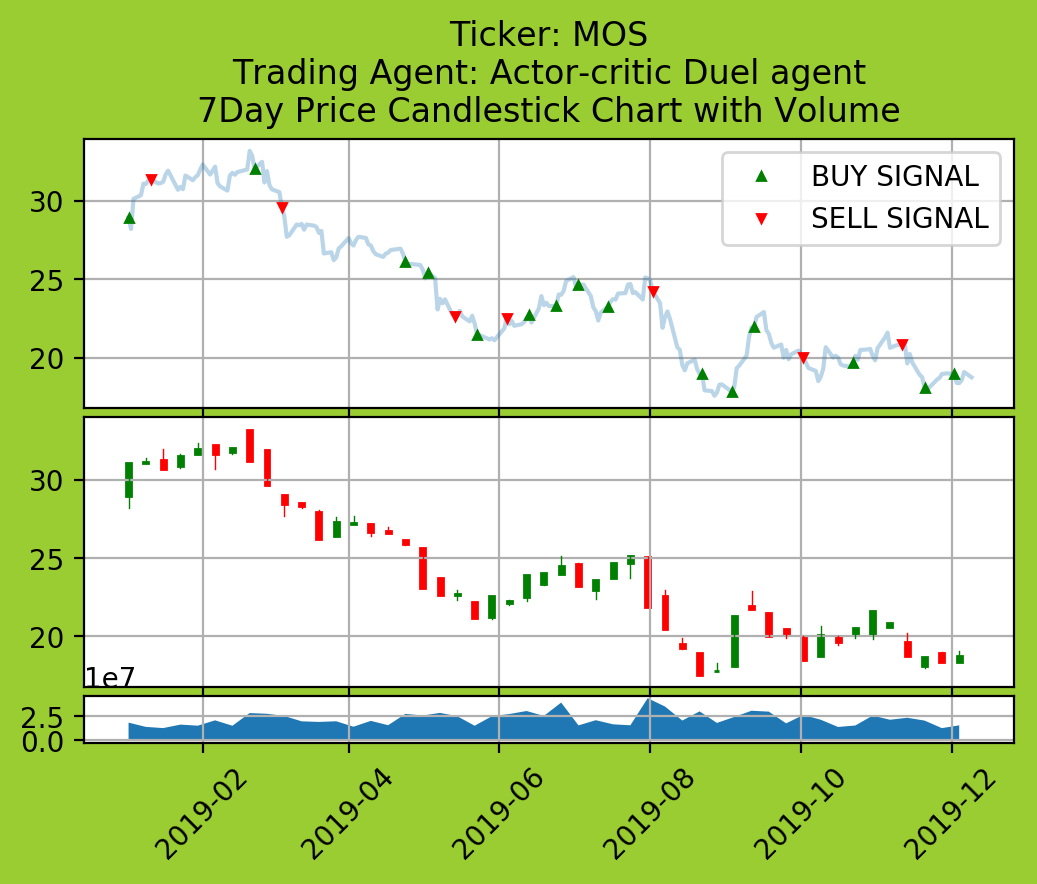 Ticker: MOS
Trading Agent: Actor-critic Duel agent
7Day Price Candlestick Chart with Volume
BUY SIGNAL
SELL SIGNAL
30
25
20
30
25
20
1e7
2.5
0.0
2019-02
2019-04
2019-06
2019-08
2019-10
2019-12